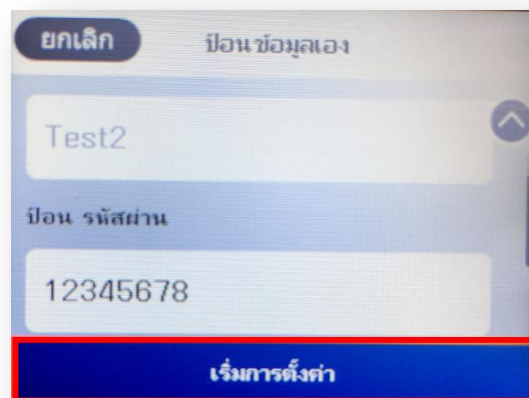 ยกเลิก
ป้อนข้อมูลเอง
Test2
ป้อน รหัสผ่าน
12345678
เริ่มการตั้งค่า